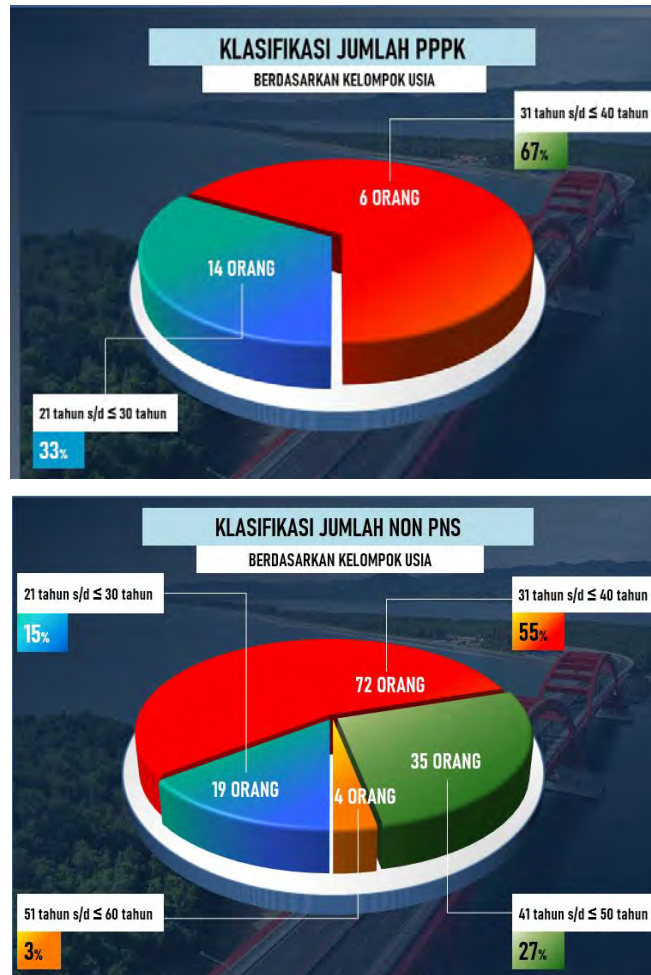 KLASIFIKASI JUMLAH PPPK
BERDASARKAN KELOMPOK USIA
31 tahun s/d ≤ 40 tahun
67%
6 ORANG
14 ORANG
21 tahun s/d ≤ 30 tahun
33%
KLASIFIKASI JUMLAH NON PNS
BERDASARKAN KELOMPOK USIA
21 tahun s/d ≤ 30 tahun
15%
31 tahun s/d ≤ 40 tahun
55%
72 ORANG
35 ORANG
19 ORANG
4 ORANG
51 tahun s/d ≤ 60 tahun
3%
41 tahun s/d ≤ 50 tahun
27%